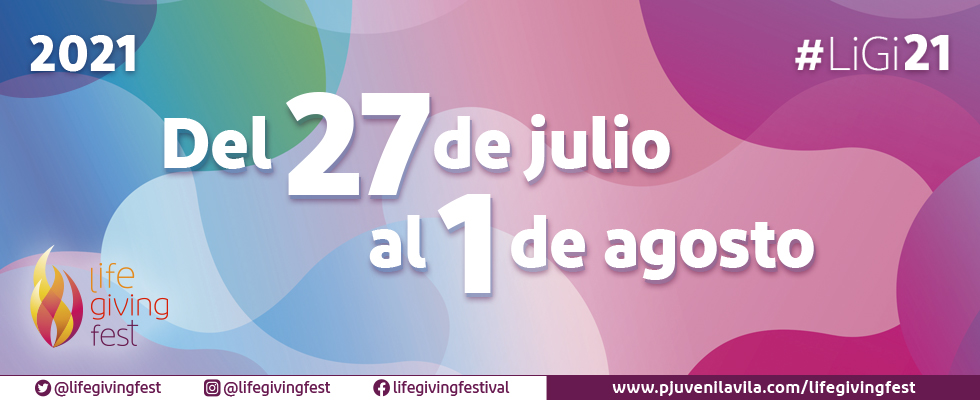 2021
#LiGi21
Del 27 de julio
al 1 de agosto
life
giving
fest
@lifegivingfest
@lifegivingfest
lifegivingfestival
www.pjuvenilavila.com/lifegivingfest